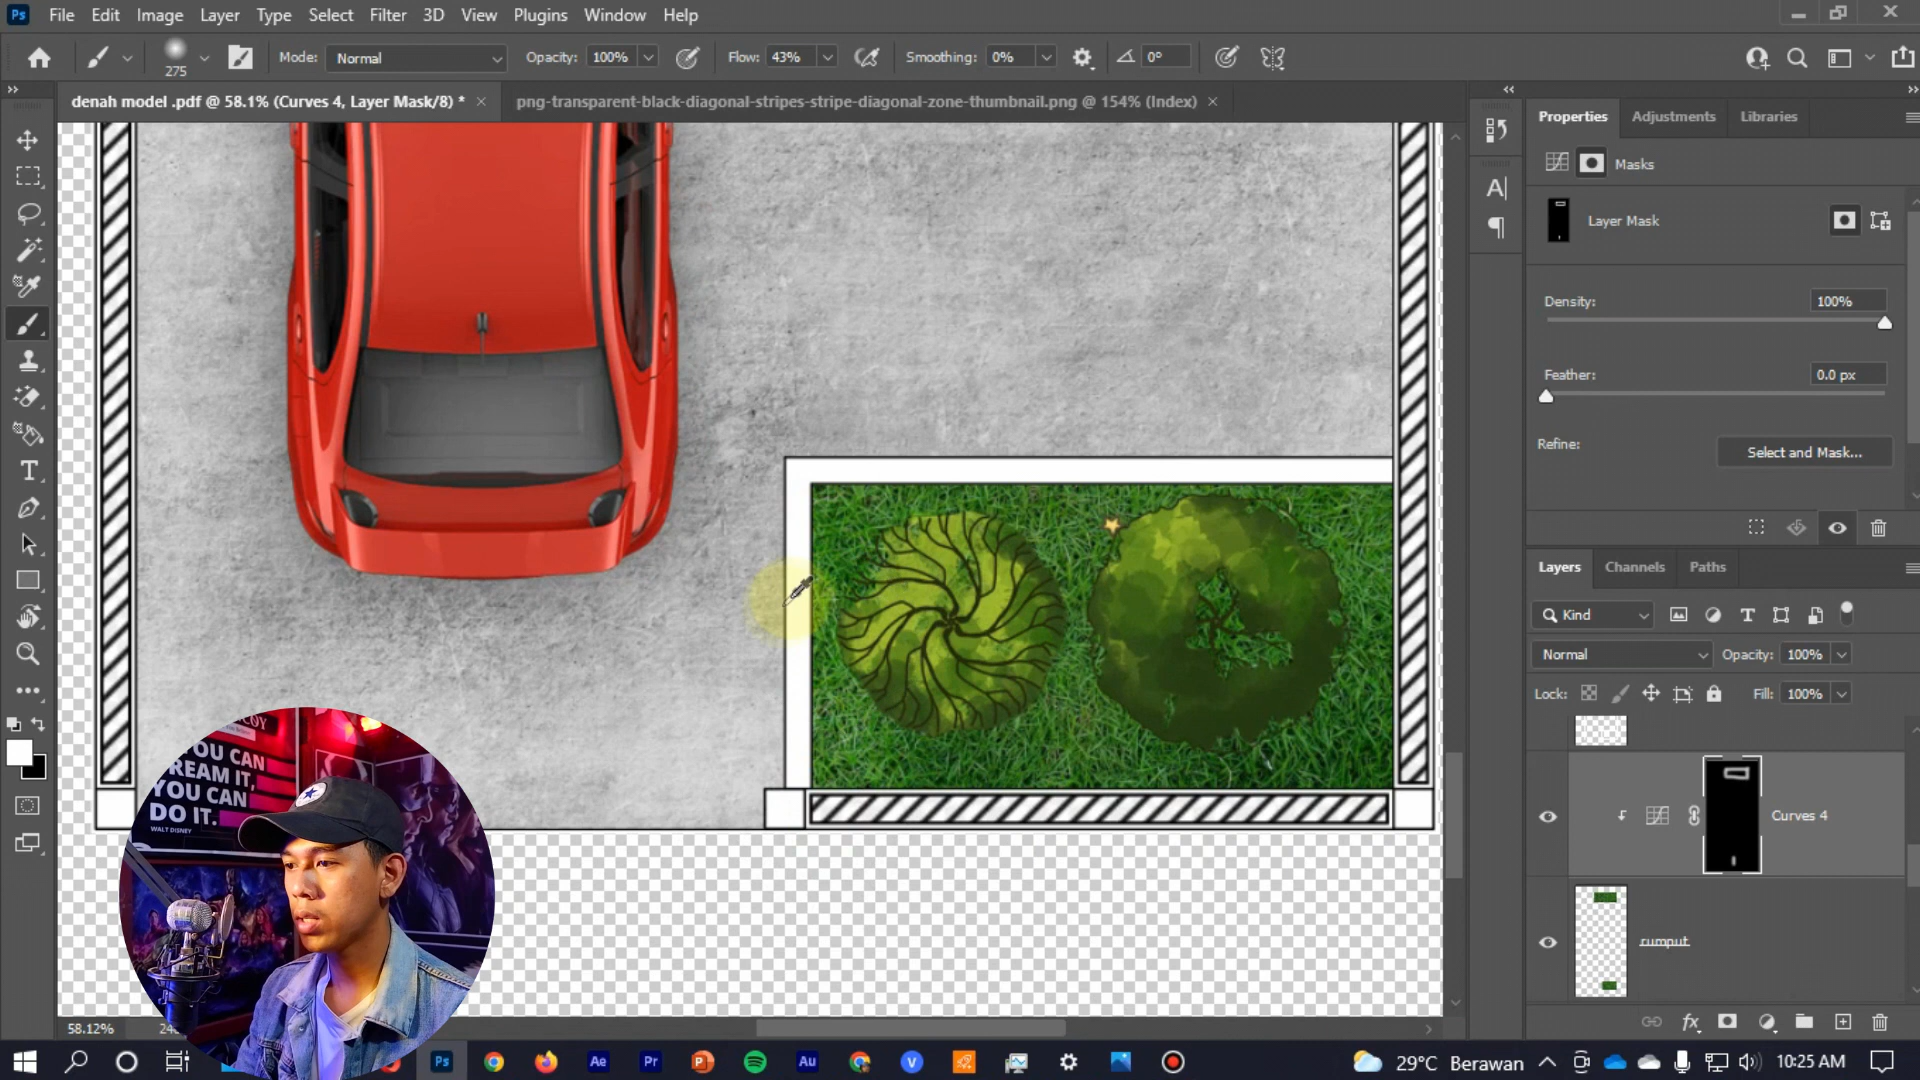 File Edit Image Layer Type Select Filter 3D View Plugins Window Help
275 Mode: Normal Opacity: 100% Flow: 43% Smoothing: 0% 0°
denah model .pdf @ 58.1% (Curves 4, Layer Mask/8) * png-transparent-black-diagonal-stripes-stripe-diagonal-zone-thumbnail.png @ 154% (Index)
Properties Adjustments Libraries
Masks
Layer Mask
Density: 100%
Feather: 0.0 px
Refine: Select and Mask...
Layers Channels Paths
Kind
Normal Opacity: 100%
Lock: Fill: 100%
Curves 4
rumput
YOU CAN
DREAM IT,
YOU CAN
DO IT.
WALT DISNEY
58.12%
29°C Berawan 10:25 AM